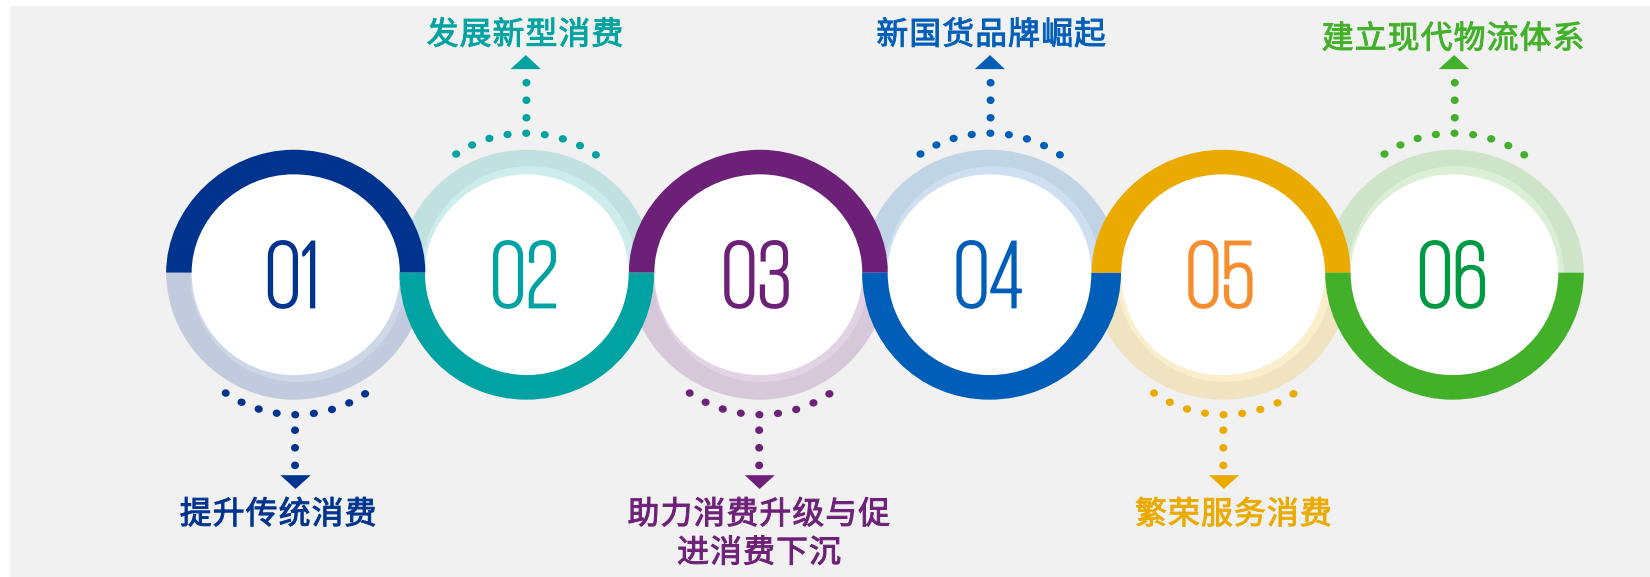 发展新型消费
新国货品牌崛起
建立现代物流体系
01
02
03
04
05
06
提升传统消费
助力消费升级与促
进消费下沉
繁荣服务消费